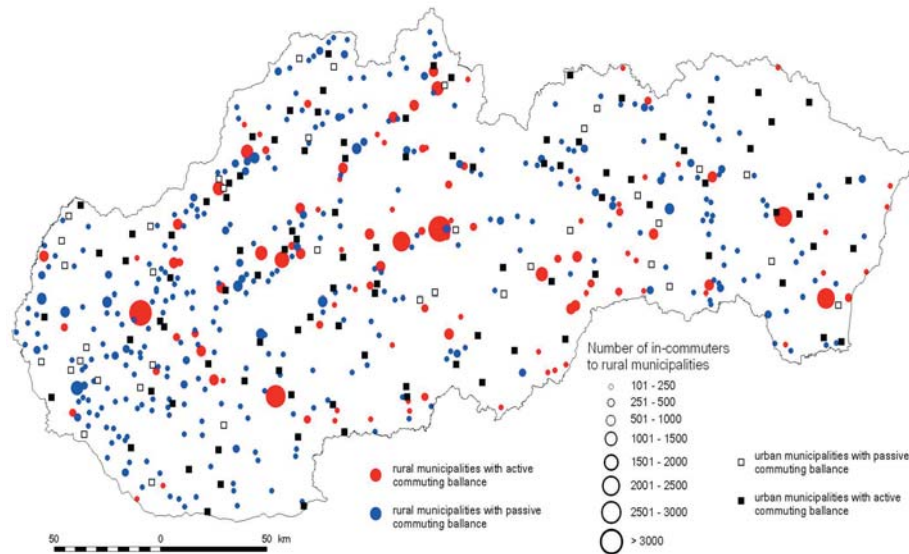 Number of in-commuters
to rural municipalities
101 - 250
251 - 500
501 - 1000
1001 - 1500
1501 - 2000
2001 - 2500
2501 - 3000
> 3000
rural municipalities with active
commuting ballance
rural municipalities with passive
commuting ballance
urban municipalities with passive
commuting ballance
urban municipalities with active
commuting ballance
50 0 50 km